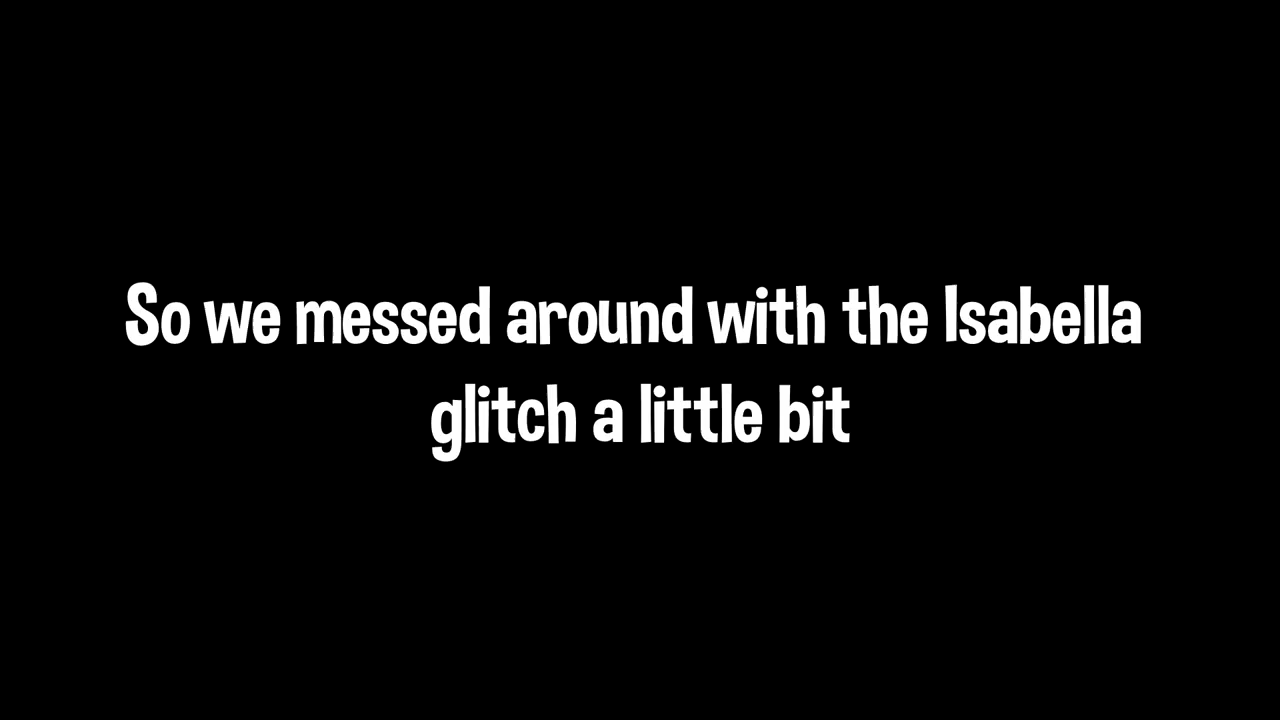 So we messed around with the Isabella
glitch a little bit